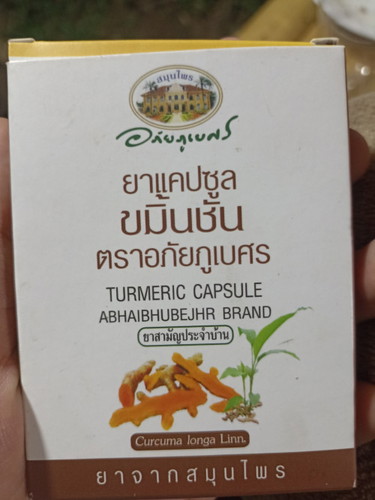 สมุนไพร
อภัยภูเบศร
ยาแคปซูล
ขมิ้นชัน
ตราอภัยภูเบศร
TURMERIC CAPSULE
ABHAIBHUBEJHR BRAND
ยาสามัญประจำบ้าน
Curcuma longa Linn.
ยาจากสมุนไพร